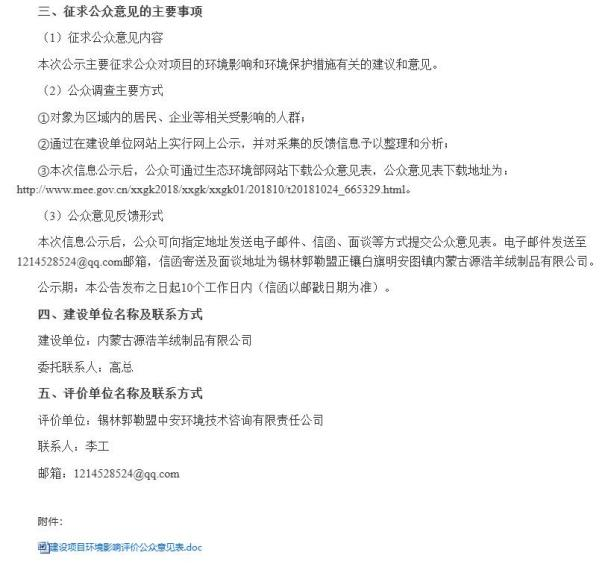 三、征求公众意见的主要事项
（1）征求公众意见内容
本次公示主要征求公众对项目的环境影响和环境保护措施有关的建议和意见。
（2）公众调查主要方式
①对象为区域内的居民、企业等相关受影响的人群；
②通过在建设单位网站上实行网上公示，并对采集的反馈信息予以整理和分析；
③本次信息公示后，公众可通过生态环境部网站下载公众意见表，公众意见表下载地址为：
http://www.mee.gov.cn/xxgk2018/xxgk/xxgk01/201810/t20181024_665329.html。
（3）公众意见反馈形式
本次信息公示后，公众可向指定地址发送电子邮件、信函、面谈等方式提交公众意见表。电子邮件发送至
1214528524@qq.com邮箱，信函寄送及面谈地址为锡林郭勒盟正镶白旗明安图镇内蒙古源浩羊绒制品有限公司。
公示期：本公告发布之日起10个工作日内（信函以邮戳日期为准）。
四、建设单位名称及联系方式
建设单位：内蒙古源浩羊绒制品有限公司
委托联系人：高总
五、评价单位名称及联系方式
评价单位：锡林郭勒盟中安环境技术咨询有限责任公司
联系人：李工
邮箱：1214528524@qq.com
附件：
建设项目环境影响评价公众意见表.doc